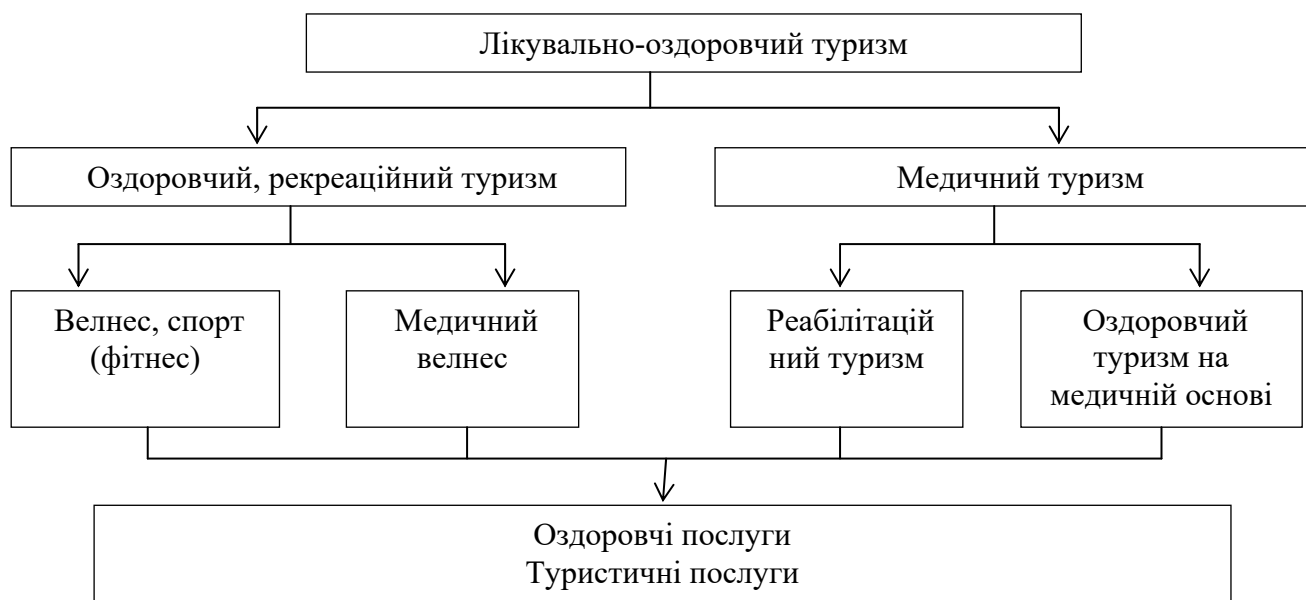 Лікувально-оздоровчий туризм
Оздоровчий, рекреаційний туризм
Медичний туризм
Велнес, спорт
(фітнес)
Медичний
велнес
Реабілітацій
ний туризм
Оздоровчий
туризм на
медичній основі
Оздоровчі послуги
Туристичні послуги